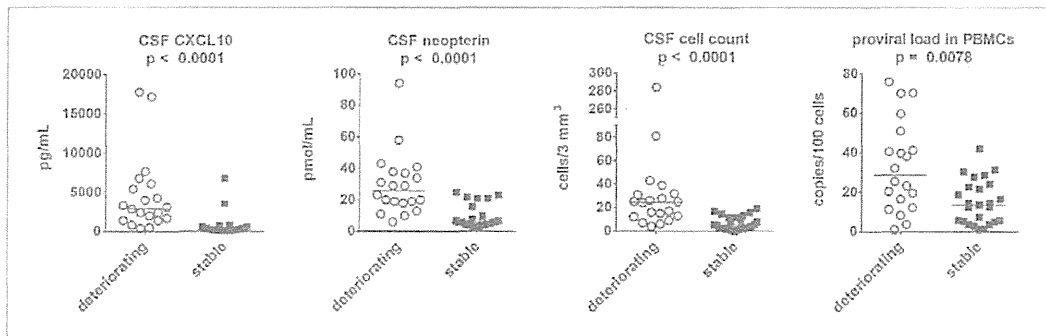 CSF CXCL10
p < 0.0001
20000
15000
10000
5000
0
pg/mL
deteriorating
stable
CSF neopterin
p < 0.0001
100
80
60
40
20
0
pmol/mL
deteriorating
stable
CSF cell count
p < 0.0001
300
280
260
100
80
60
40
20
0
cells/3 mm³
deteriorating
stable
proviral load in PBMCs
p = 0.0078
80
60
40
20
0
copies/100 cells
deteriorating
stable